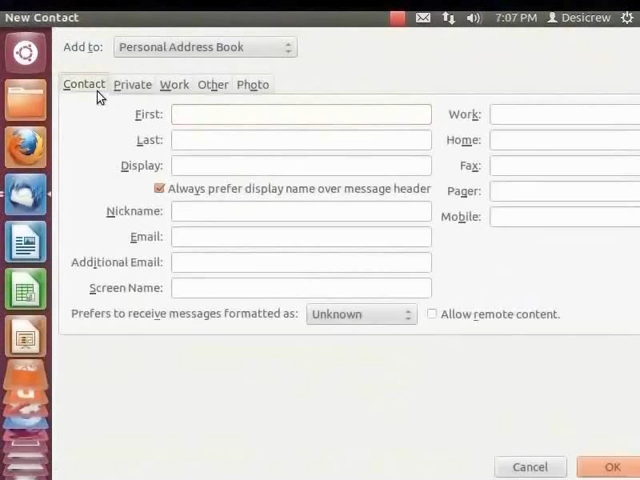 New Contact 7:07 PM Desicrew
Add to: Personal Address Book
Contact Private Work Other Photo
First: Work:
Last: Home:
Display: Fax:
Always prefer display name over message header Pager:
Nickname: Mobile:
Email:
Additional Email:
Screen Name:
Prefers to receive messages formatted as: Unknown Allow remote content.
Cancel OK